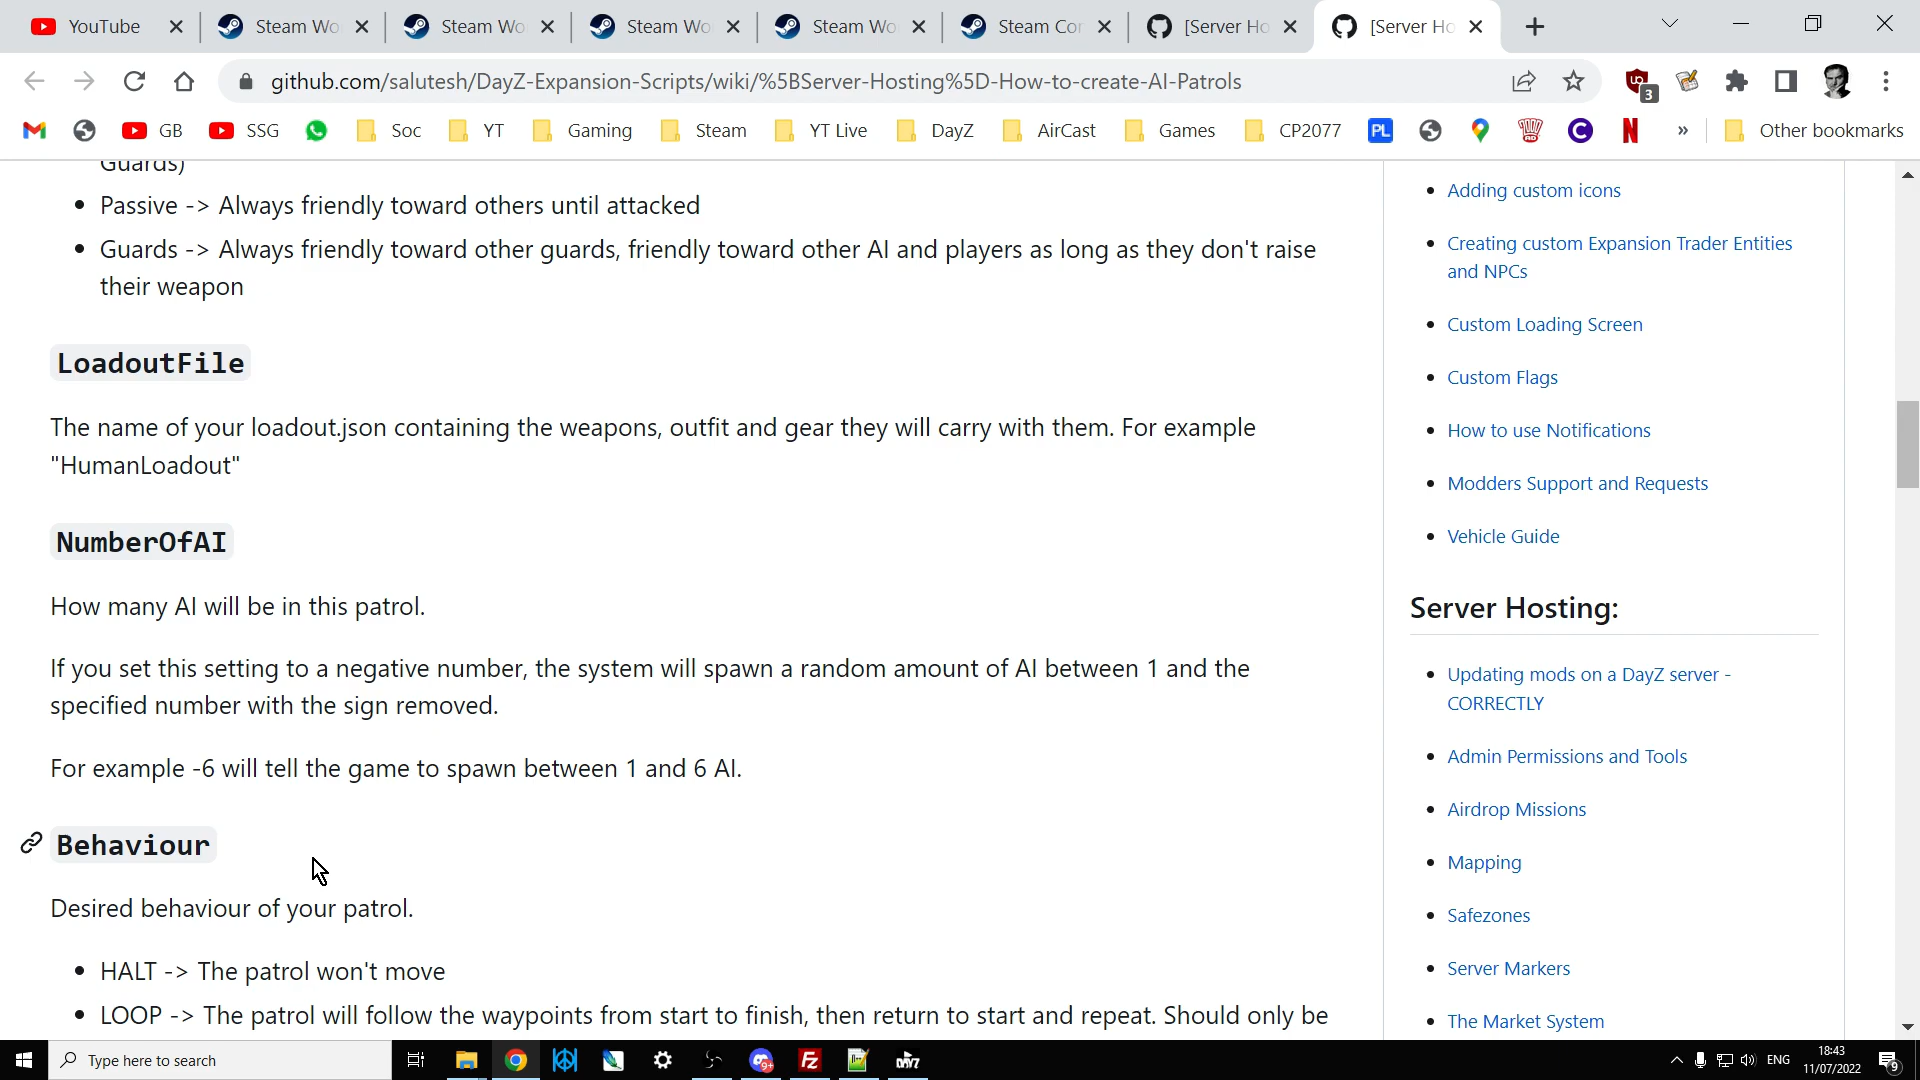 YouTube
Steam Wo
Steam Wo
Steam Wo
Steam Wo
Steam Cor
[Server Ho
[Server Ho
github.com/salutesh/DayZ-Expansion-Scripts/wiki/%5BServer-Hosting%5D-How-to-create-AI-Patrols
3
GB
SSG
Soc
YT
Gaming
Steam
YT Live
DayZ
AirCast
Games
CP2077
PL
C
N
»
Other bookmarks
Guards)
• Passive -> Always friendly toward others until attacked
• Guards -> Always friendly toward other guards, friendly toward other AI and players as long as they don't raise
their weapon
LoadoutFile
The name of your loadout.json containing the weapons, outfit and gear they will carry with them. For example
"HumanLoadout"
NumberOfAI
How many AI will be in this patrol.
If you set this setting to a negative number, the system will spawn a random amount of AI between 1 and the
specified number with the sign removed.
For example -6 will tell the game to spawn between 1 and 6 AI.
Behaviour
Desired behaviour of your patrol.
• HALT -> The patrol won't move
• LOOP -> The patrol will follow the waypoints from start to finish, then return to start and repeat. Should only be
• Adding custom icons
• Creating custom Expansion Trader Entities
and NPCs
• Custom Loading Screen
• Custom Flags
• How to use Notifications
• Modders Support and Requests
• Vehicle Guide
Server Hosting:
• Updating mods on a DayZ server -
CORRECTLY
• Admin Permissions and Tools
• Airdrop Missions
• Mapping
• Safezones
• Server Markers
• The Market System
Type here to search
9+
Fz
DAYZ
ENG
18:43
11/07/2022
9